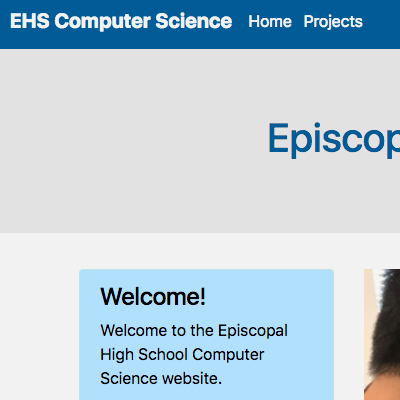 EHS Computer Science Home Projects
Episcop
Welcome!
Welcome to the Episcopal
High School Computer
Science website.